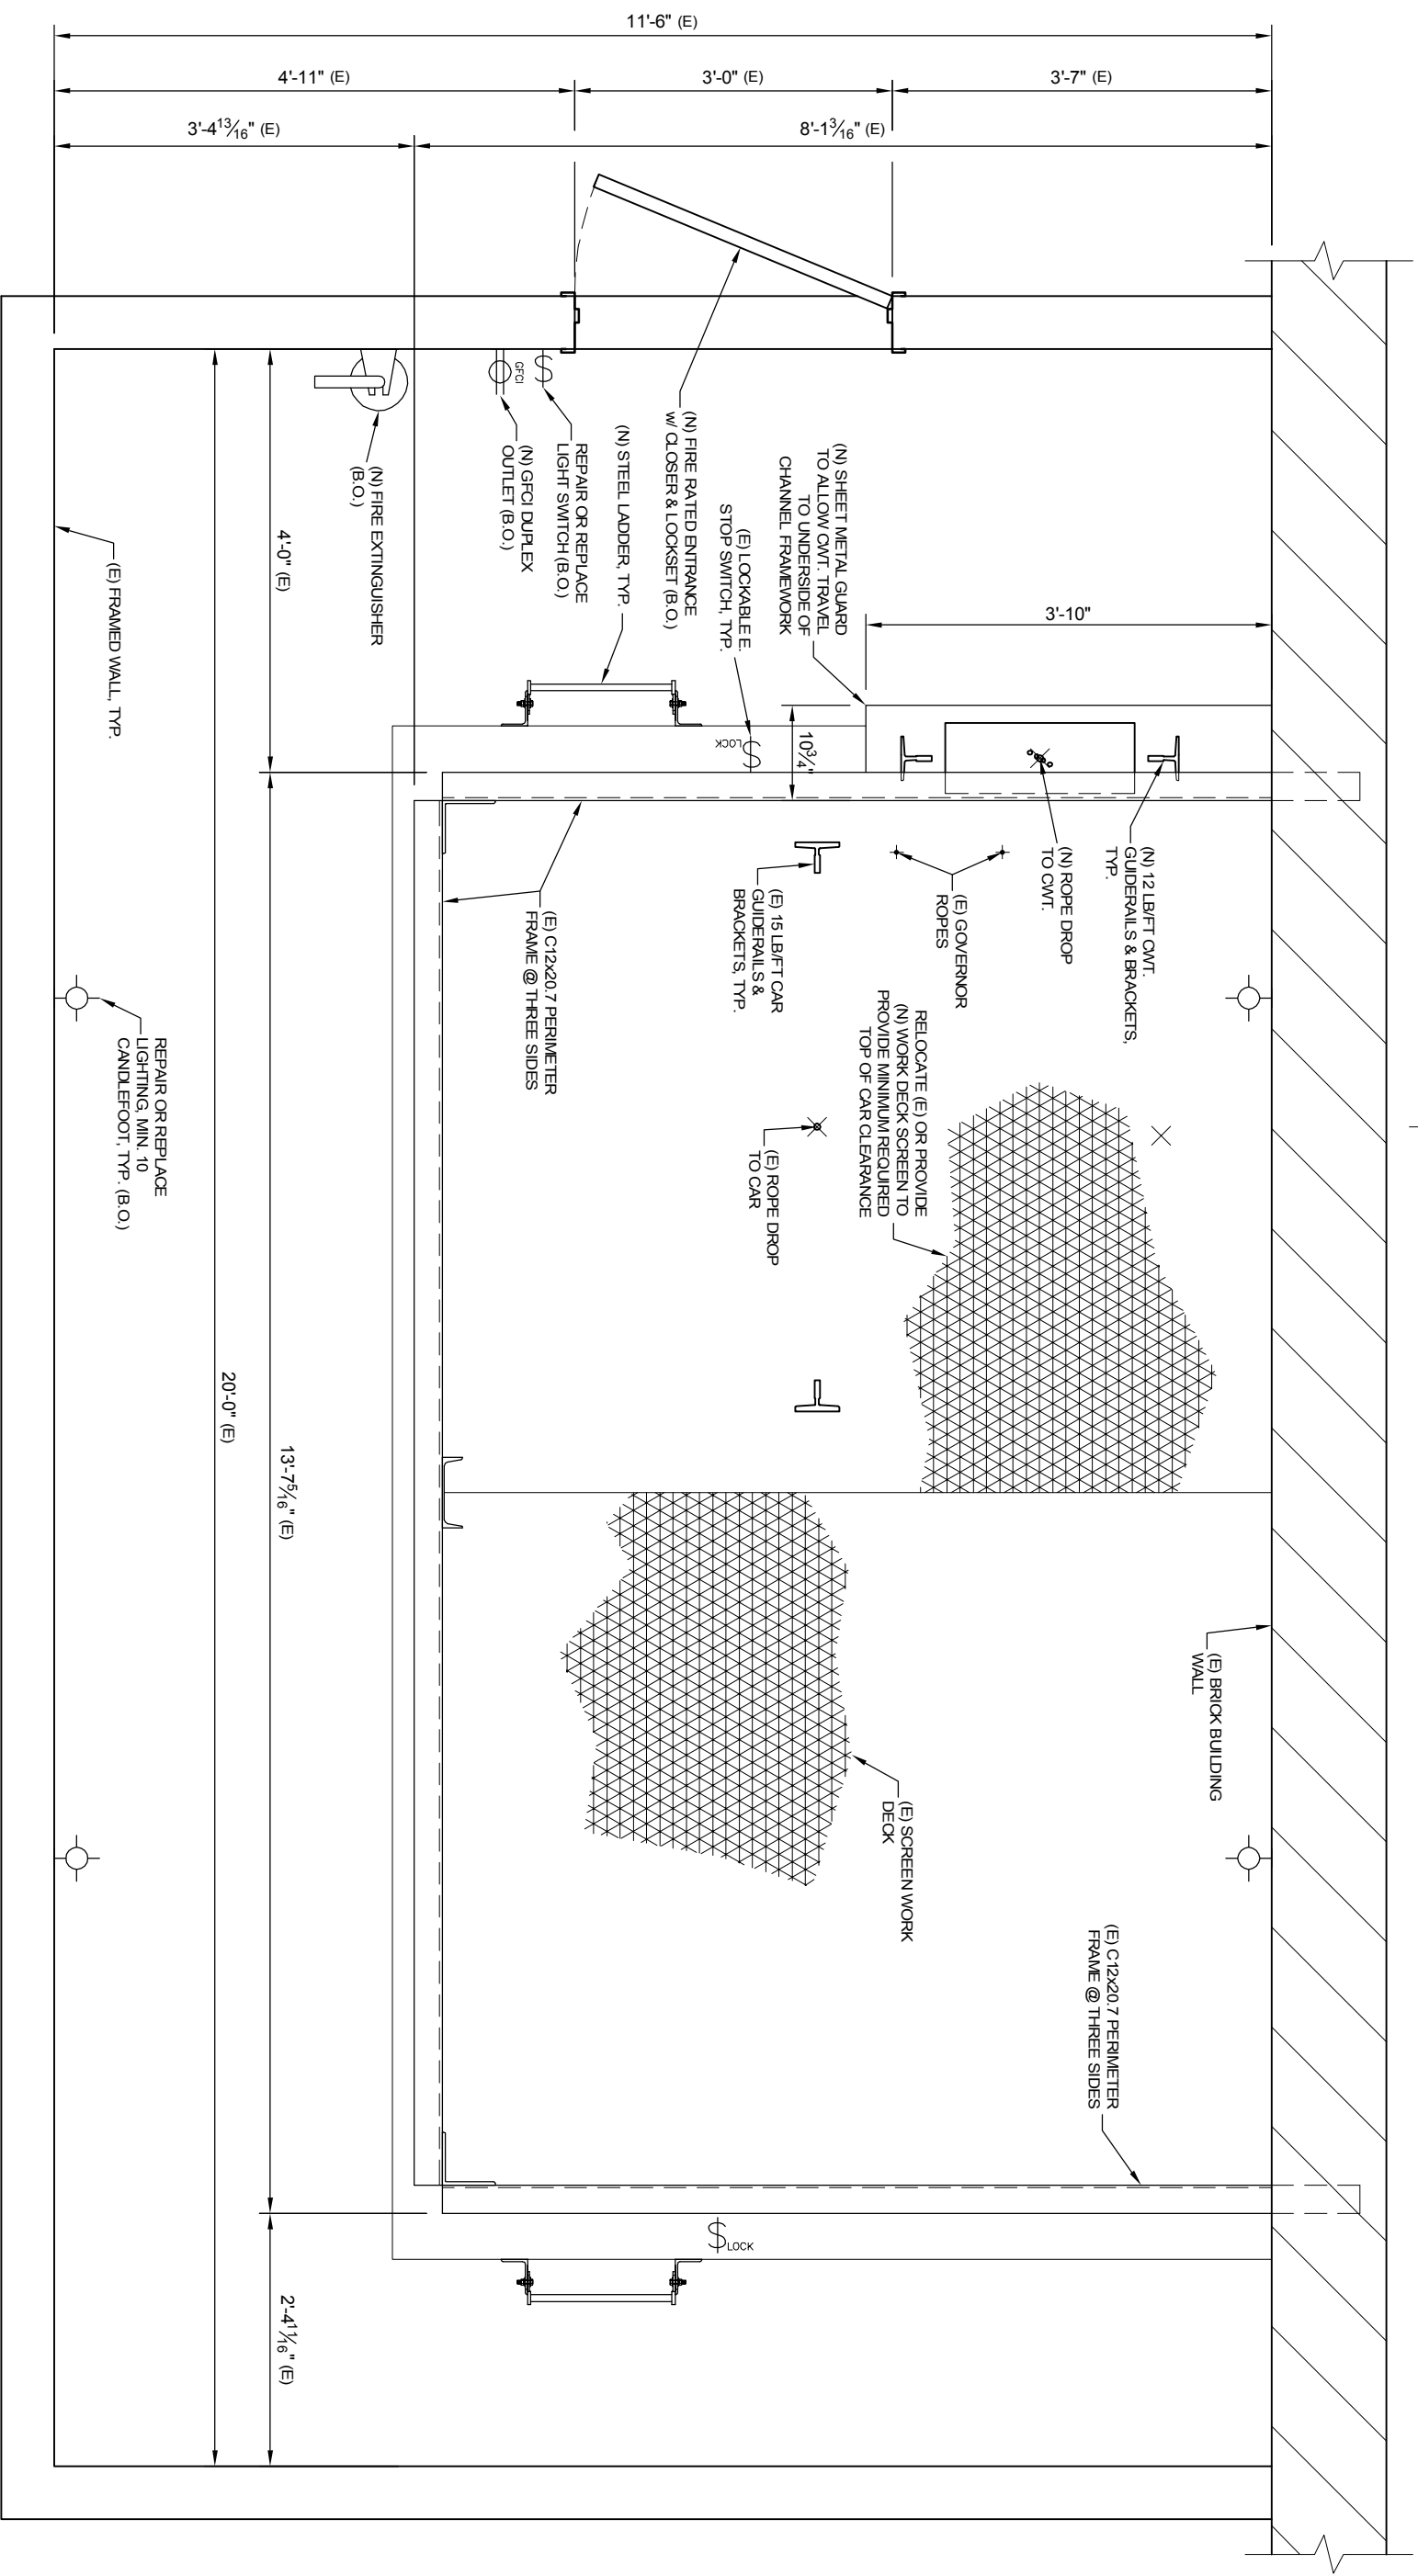 11'-6" (E)
4'-11" (E)
3'-0" (E)
3'-7" (E)
3'-4 13/16" (E)
8'-1 3/16" (E)
(N) FIRE RATED ENTRANCE
W/ CLOSER & LOCKSET (B.O.)
(N) SHEET METAL GUARD
TO ALLOW CWT. TRAVEL
TO UNDERSIDE OF
CHANNEL FRAMEWORK
(E) LOCKABLE E.
STOP SWITCH, TYP.
(N) STEEL LADDER, TYP.
REPAIR OR REPLACE
LIGHT SWITCH (B.O.)
GFCI
(N) GFCI DUPLEX
OUTLET (B.O.)
(N) FIRE EXTINGUISHER
(B.O.)
(E) FRAMED WALL, TYP.
4'-0" (E)
3'-10"
10 3/4"
$ LOCK
(N) 12 LB/FT CWT.
GUIDERAILS & BRACKETS,
TYP.
(N) ROPE DROP
TO CWT.
(E) GOVERNOR
ROPES
(E) 15 LB/FT CAR
GUIDERAILS &
BRACKETS, TYP.
(E) C12x20.7 PERIMETER
FRAME @ THREE SIDES
RELOCATE (E) OR PROVIDE
(N) WORK DECK SCREEN TO
PROVIDE MINIMUM REQUIRED
TOP OF CAR CLEARANCE
(E) ROPE DROP
TO CAR
REPAIR OR REPLACE
LIGHTING, MIN. 10
CANDLEFOOT, TYP. (B.O.)
20'-0" (E)
13'-7 5/16" (E)
(E) BRICK BUILDING
WALL
(E) SCREEN WORK
DECK
(E) C12x20.7 PERIMETER
FRAME @ THREE SIDES
$ LOCK
2'-4 11/16" (E)